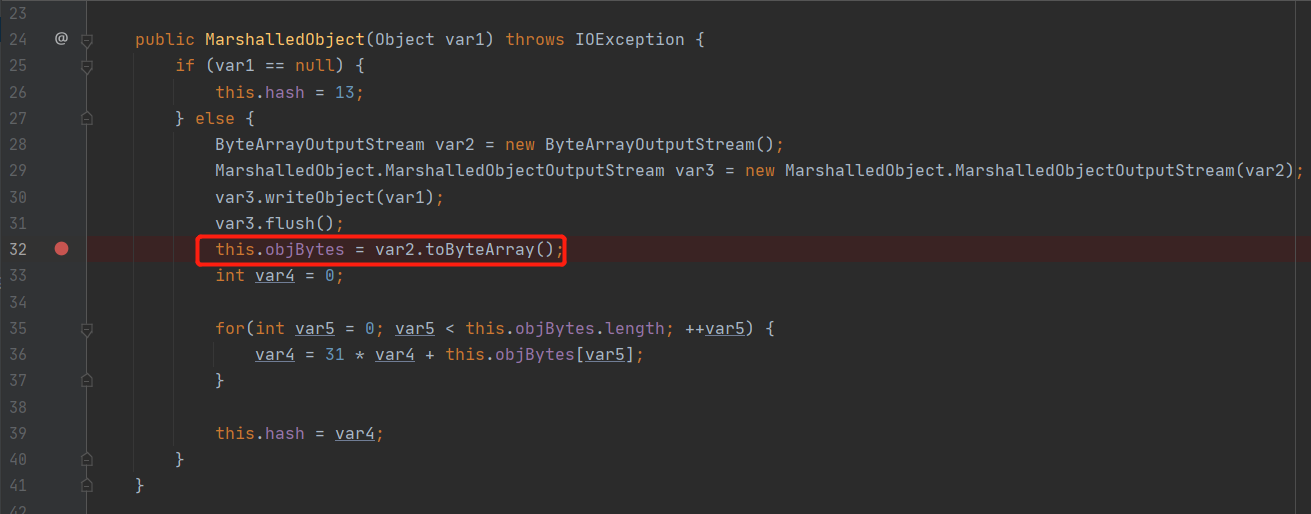 23
24 @ public MarshalledObject(Object var1) throws IOException {
25 if (var1 == null) {
26 this.hash = 13;
27 } else {
28 ByteArrayOutputStream var2 = new ByteArrayOutputStream();
29 MarshalledObject.MarshalledObjectOutputStream var3 = new MarshalledObject.MarshalledObjectOutputStream(var2);
30 var3.writeObject(var1);
31 var3.flush();
32 this.objBytes = var2.toByteArray();
33 int var4 = 0;
34
35 for(int var5 = 0; var5 < this.objBytes.length; ++var5) {
36 var4 = 31 * var4 + this.objBytes[var5];
37 }
38
39 this.hash = var4;
40 }
41 }
42